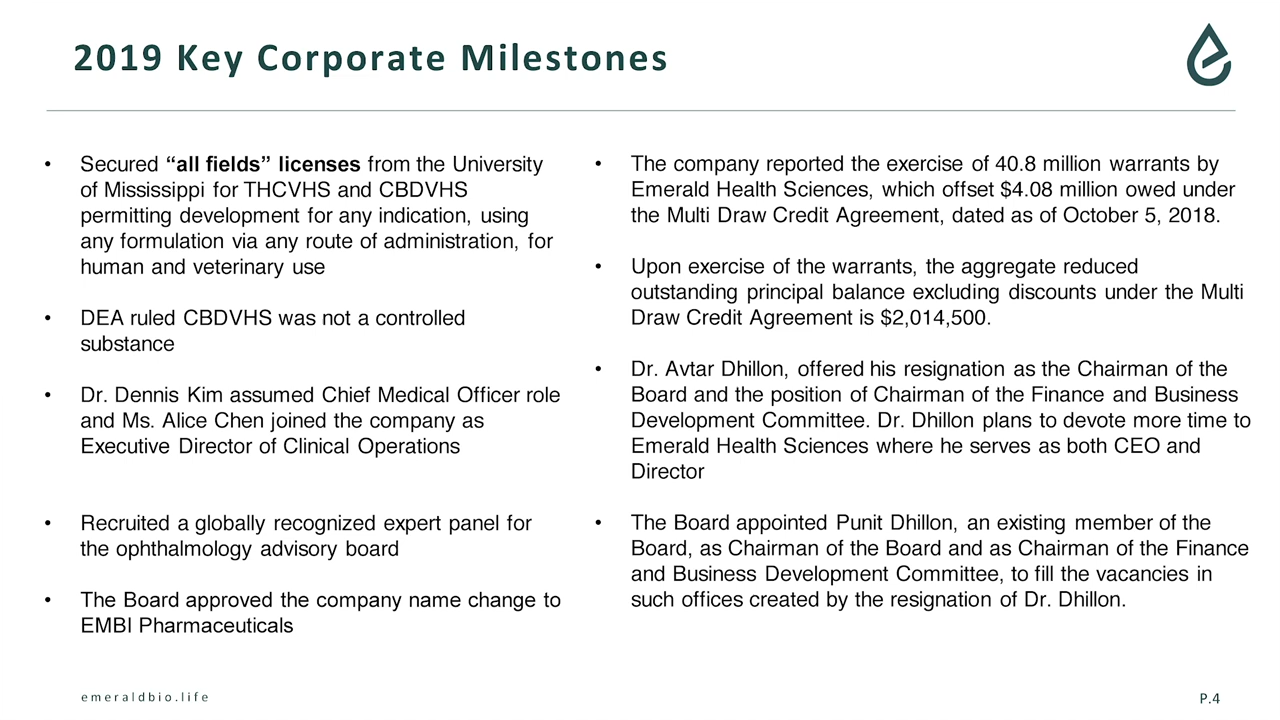 2019 Key Corporate Milestones
• Secured “all fields” licenses from the University
of Mississippi for THCVHS and CBDVHS
permitting development for any indication, using
any formulation via any route of administration, for
human and veterinary use
• DEA ruled CBDVHS was not a controlled
substance
• Dr. Dennis Kim assumed Chief Medical Officer role
and Ms. Alice Chen joined the company as
Executive Director of Clinical Operations
• Recruited a globally recognized expert panel for
the ophthalmology advisory board
• The Board approved the company name change to
EMBI Pharmaceuticals
• The company reported the exercise of 40.8 million warrants by
Emerald Health Sciences, which offset $4.08 million owed under
the Multi Draw Credit Agreement, dated as of October 5, 2018.
• Upon exercise of the warrants, the aggregate reduced
outstanding principal balance excluding discounts under the Multi
Draw Credit Agreement is $2,014,500.
• Dr. Avtar Dhillon, offered his resignation as the Chairman of the
Board and the position of Chairman of the Finance and Business
Development Committee. Dr. Dhillon plans to devote more time to
Emerald Health Sciences where he serves as both CEO and
Director
• The Board appointed Punit Dhillon, an existing member of the
Board, as Chairman of the Board and as Chairman of the Finance
and Business Development Committee, to fill the vacancies in
such offices created by the resignation of Dr. Dhillon.
emeraldbio.life
P.4